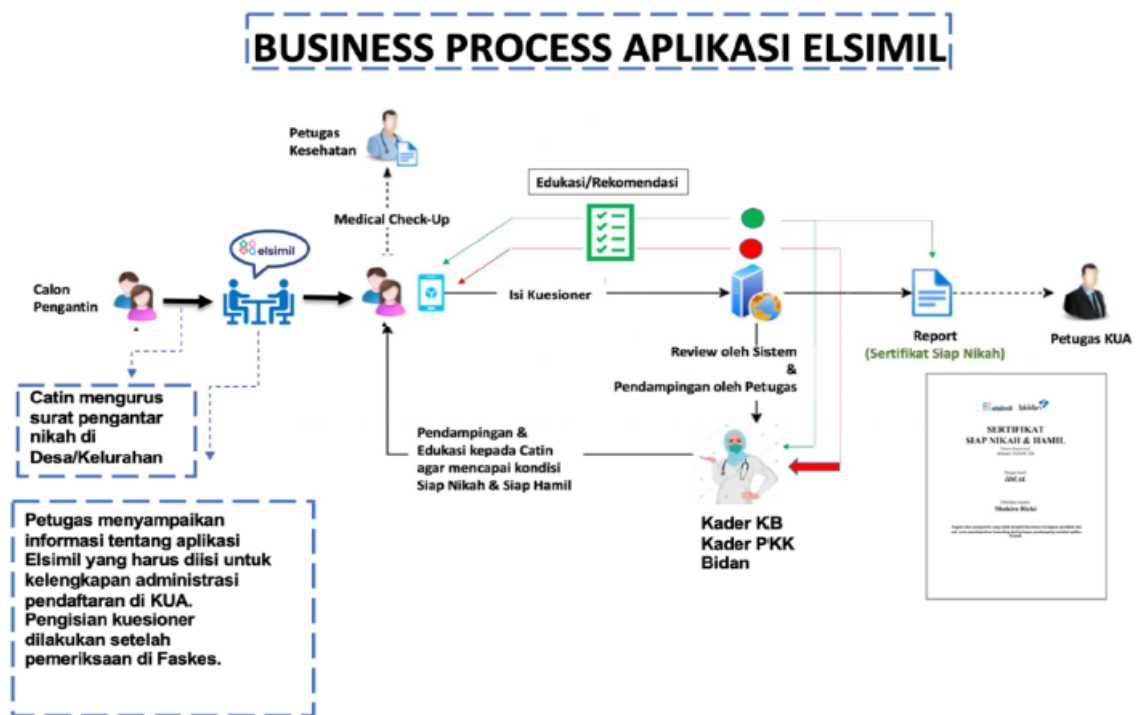 BUSINESS PROCESS APLIKASI ELSIMIL
Petugas
Kesehatan
Medical Check-Up
Edukasi/Rekomendasi
elsimil
Calon
Pengantin
Isi Kuesioner
Report
(Sertifikat Siap Nikah)
Petugas KUA
Review oleh Sistem
&
Pendampingan oleh Petugas
Catin mengurus
surat pengantar
nikah di
Desa/Kelurahan
Pendampingan &
Edukasi kepada Catin
agar mencapai kondisi
Siap Nikah & Siap Hamil
Kader KB
Kader PKK
Bidan
elsimil
SERTIFIKAT
SIAP NIKAH & HAMIL
Petugas menyampaikan
informasi tentang aplikasi
Elsimil yang harus diisi untuk
kelengkapan administrasi
pendaftaran di KUA.
Pengisian kuesioner
dilakukan setelah
pemeriksaan di Faskes.